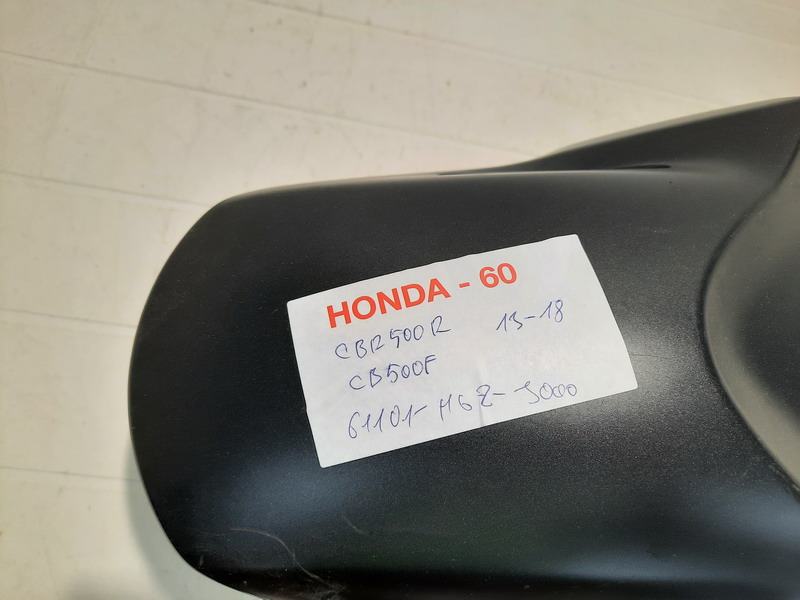 HONDA - 60
CBR500R 13-18
CB500F
61101-MGZ-J000